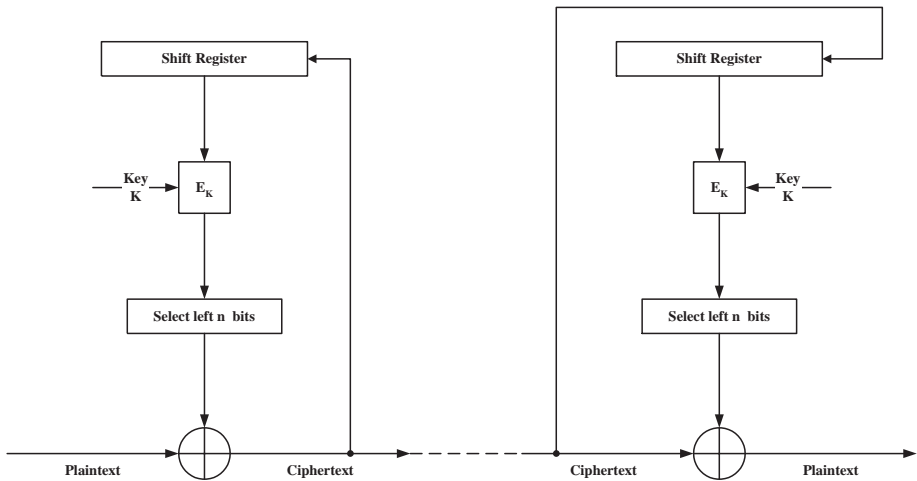 Shift Register
Shift Register
Key
K
E_K
E_K
Key
K
Select left n bits
Select left n bits
Plaintext
Ciphertext
Ciphertext
Plaintext